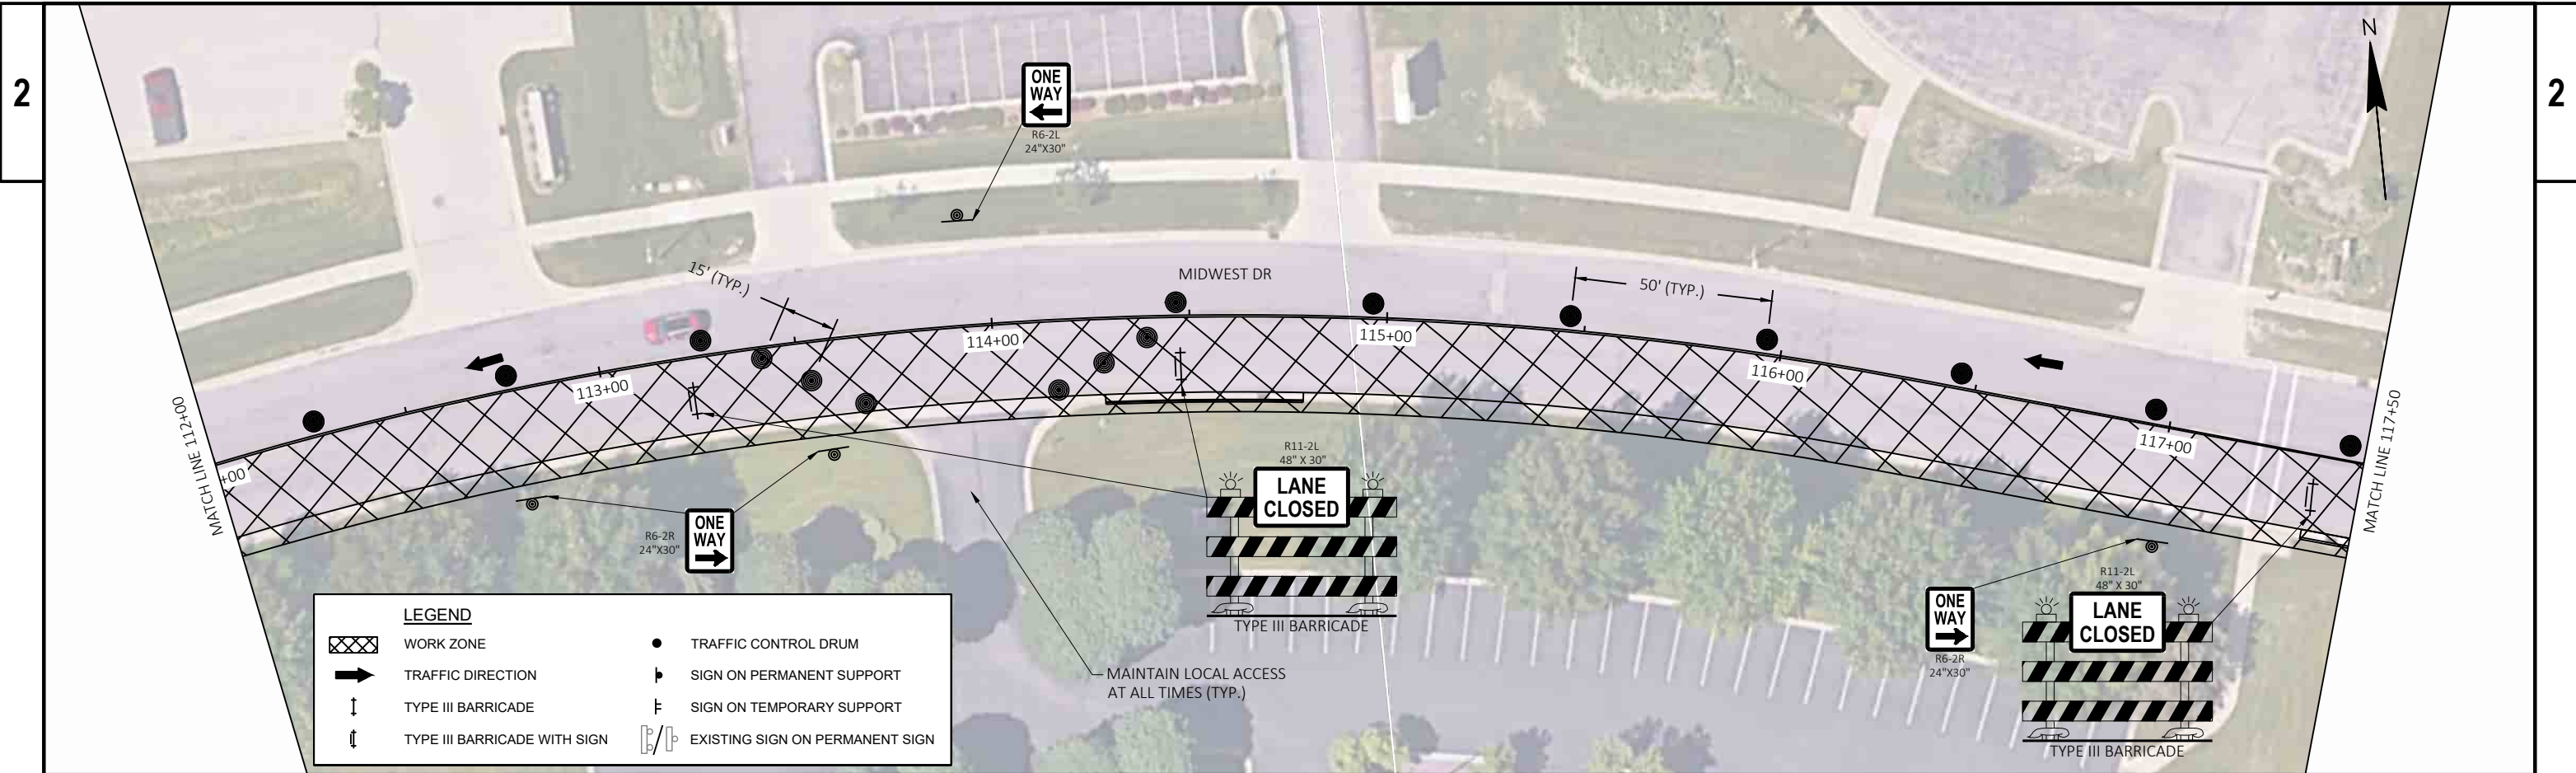 2
2
N
ONE
WAY
R6-2L
24"X30"
MIDWEST DR
15' (TYP.)
50' (TYP.)
MATCH LINE 112+00
+00
113+00
114+00
115+00
116+00
117+00
MATCH LINE 117+50
R6-2R
24"X30"
ONE
WAY
R11-2L
48" X 30"
LANE
CLOSED
TYPE III BARRICADE
MAINTAIN LOCAL ACCESS
AT ALL TIMES (TYP.)
ONE
WAY
R6-2R
24"X30"
R11-2L
48" X 30"
LANE
CLOSED
TYPE III BARRICADE
LEGEND
WORK ZONE
TRAFFIC DIRECTION
TYPE III BARRICADE
TYPE III BARRICADE WITH SIGN
TRAFFIC CONTROL DRUM
SIGN ON PERMANENT SUPPORT
SIGN ON TEMPORARY SUPPORT
EXISTING SIGN ON PERMANENT SIGN